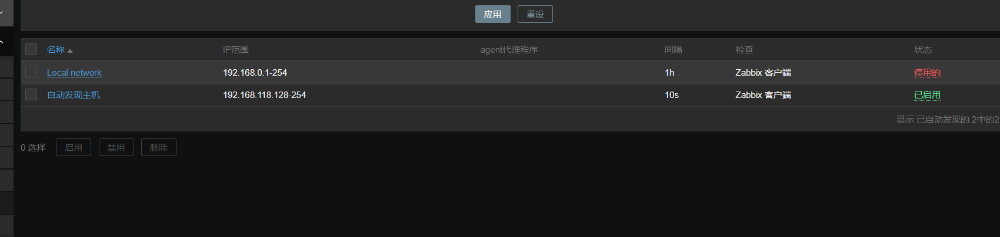 应用 重设
名称 IP范围 agent代理程序 间隔 检查 状态
Local network 192.168.0.1-254 1h Zabbix 客户端 停用的
自动发现主机 192.168.118.128-254 10s Zabbix 客户端 已启用
显示 已自动发现的 2中的2
0 选择 启用 禁用 删除